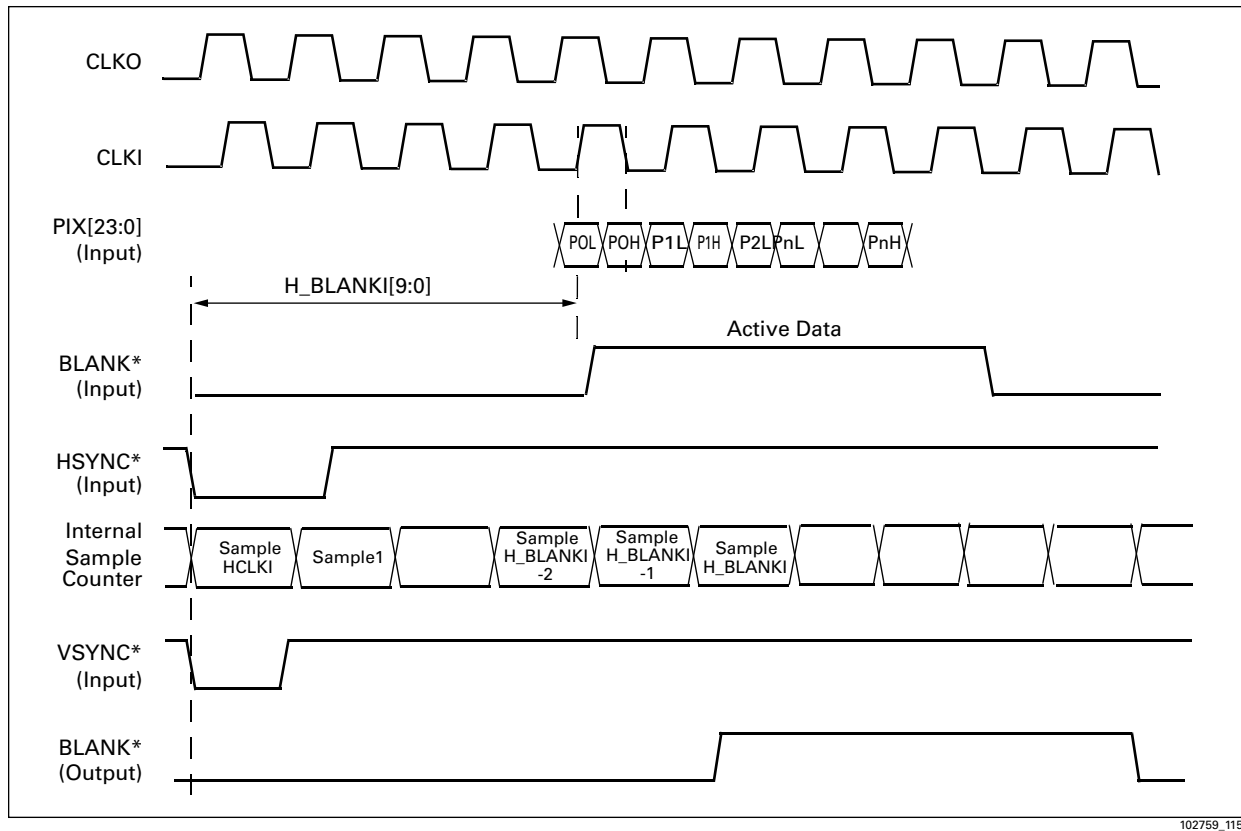 CLKO
CLKI
PIX[23:0]
(Input)
POL POH P1L P1H P2L PnL PnH
H_BLANKI[9:0]
Active Data
BLANK*
(Input)
HSYNC*
(Input)
Internal
Sample
Counter
Sample
HCLKI
Sample1
Sample
H_BLANKI
-2
Sample
H_BLANKI
-1
Sample
H_BLANKI
VSYNC*
(Input)
BLANK*
(Output)
102759_115